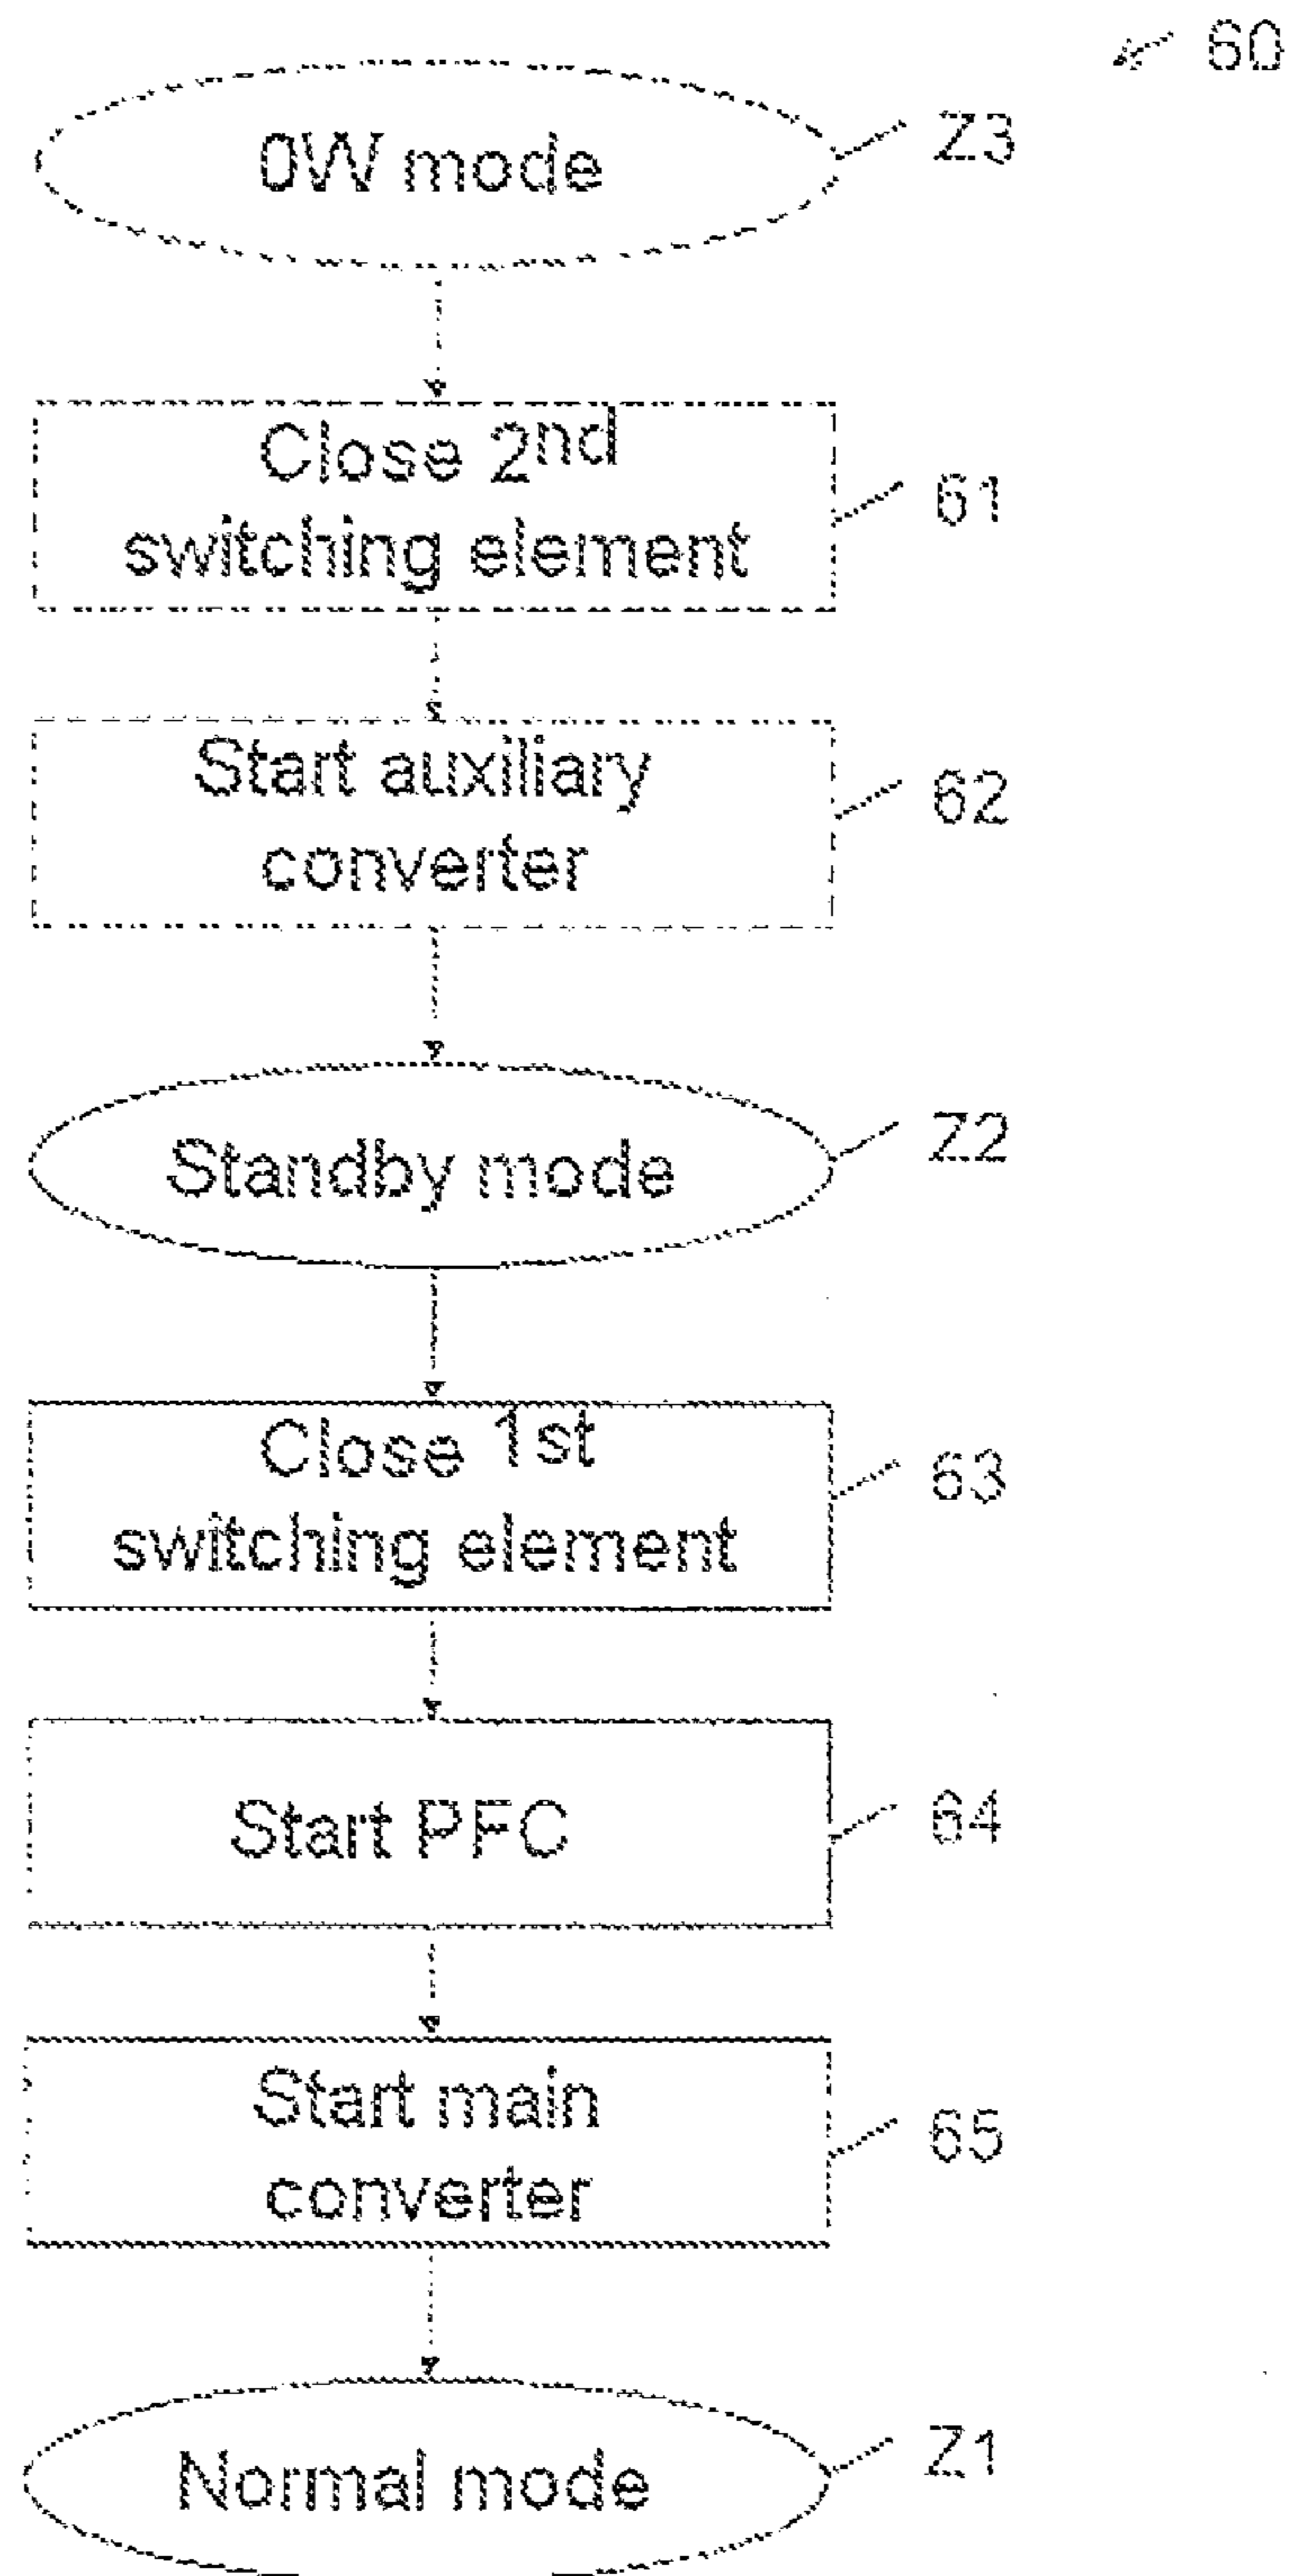 60
0W mode
Z3
Close 2nd
switching element
61
Start auxiliary
converter
62
Standby mode
Z2
Close 1st
switching element
63
Start PFC
64
Start main
converter
65
Normal mode
Z1